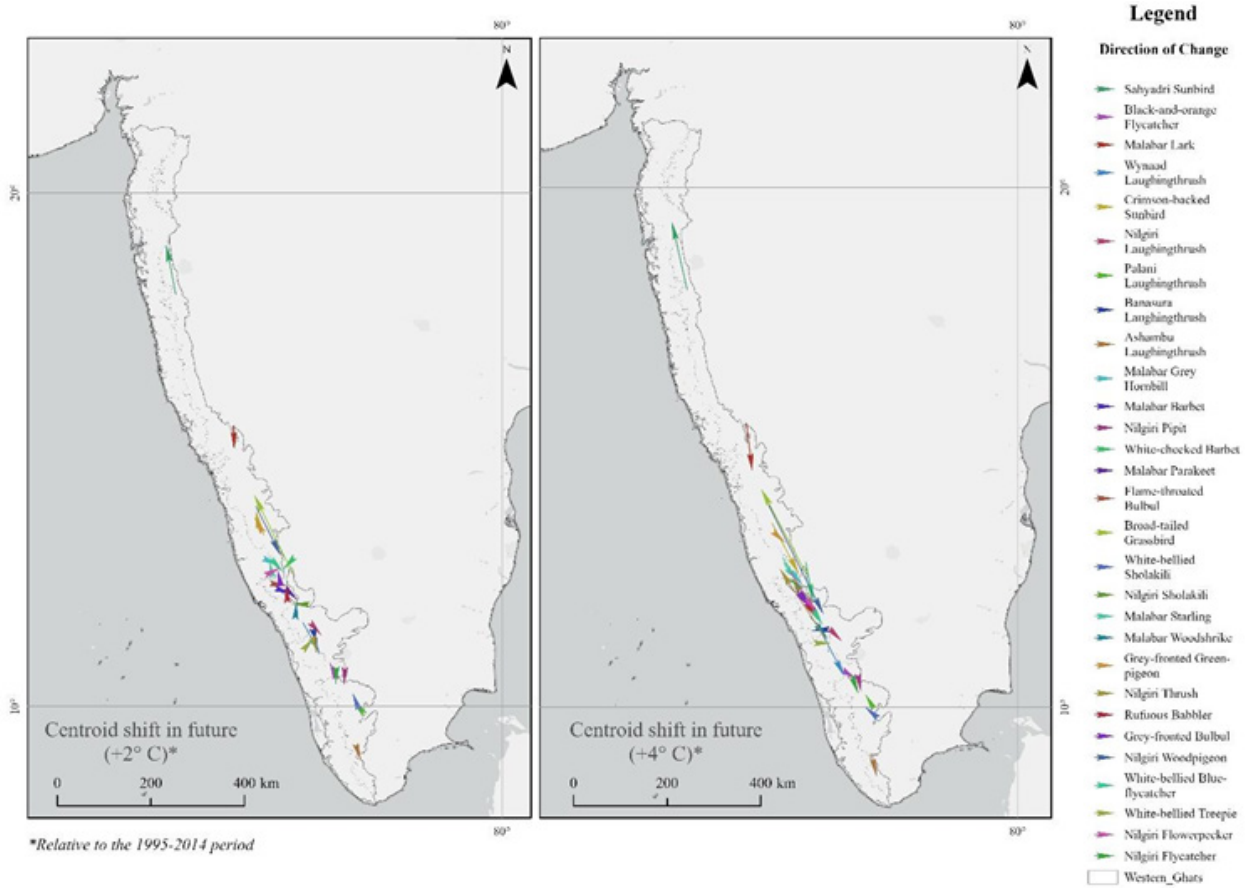 80°
80°
Legend
Direction of Change
N
N
Sahyadri Sunbird
Black-and-orange
Flycatcher
Malabar Lark
Wynaad
Laughingthrush
Crimson-backed
Sunbird
Nilgiri
Laughingthrush
Palani
Laughingthrush
Banasura
Laughingthrush
Ashambu
Laughingthrush
Malabar Grey
Hornbill
Malabar Barbet
Nilgiri Pipit
White-cheeked Barbet
Malabar Parakeet
Flame-throated
Bulbul
Broad-tailed
Grassbird
White-bellied
Sholakili
Nilgiri Sholakili
Malabar Starling
Malabar Woodshrike
Grey-fronted Green-
pigeon
Nilgiri Thrush
Rufuous Babbler
Grey-fronted Bulbul
Nilgiri Woodpigeon
White-bellied Blue-
flycatcher
White-bellied Treepie
Nilgiri Flowerpecker
Nilgiri Flycatcher
Western_Ghats
20°
20°
10°
10°
Centroid shift in future
(+2° C)*
0 200 400 km
Centroid shift in future
(+4° C)*
0 200 400 km
80°
80°
*Relative to the 1995-2014 period